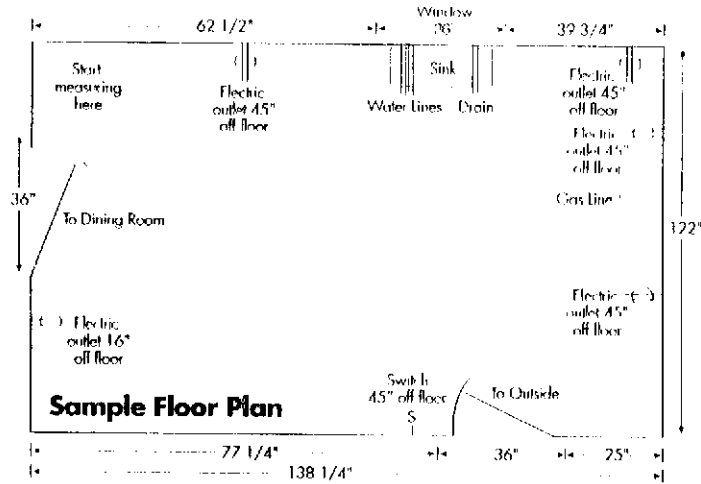 Window
62 1/2"
39 3/4"
Start
measuring
here
Electric
outlet 45"
off floor
Sink
Water Lines
Drain
Electric
outlet 45"
off floor
Electric
outlet 45"
off floor
36"
Gas Line
To Dining Room
122"
Electric
outlet 45"
off floor
Electric
outlet 16"
off floor
Switch
45" off floor
S
To Outside
Sample Floor Plan
77 1/4"
36"
25"
138 1/4"